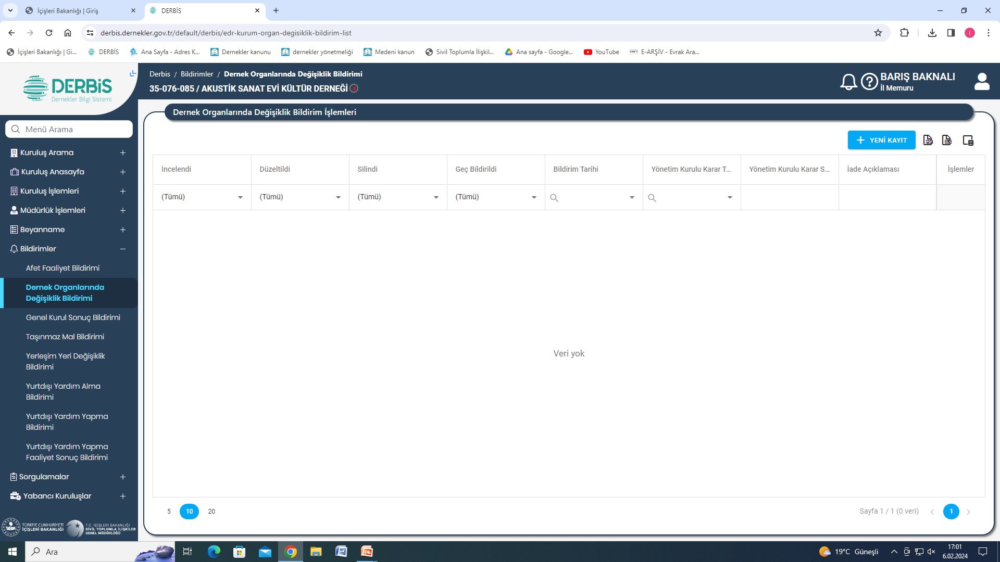 İçişleri Bakanlığı | Giriş
DERBİS
derbis.dernekler.gov.tr/default/derbis/edr-kurum-organ-degisiklik-bildirim-list
İçişleri Bakanlığı | Gi...
DERBİS
Ana Sayfa - Adres K...
Dernekler kanunu
dernekler yönetmeliği
Medeni kanun
Sivil Toplumla İlişkil...
Ana sayfa - Google...
YouTube
E-ARŞİV - Evrak Ara...
DERBİS
Dernekler Bilgi Sistemi
Derbis / Bildirimler / Dernek Organlarında Değişiklik Bildirimi
35-076-085 / AKUSTİK SANAT EVİ KÜLTÜR DERNEĞİ
BARIŞ BAKNALI
İl Memuru
Menü Arama
Kuruluş Arama
Kuruluş Anasayfa
Kuruluş İşlemleri
Müdürlük İşlemleri
Beyanname
Bildirimler
Afet Faaliyet Bildirimi
Dernek Organlarında
Değişiklik Bildirimi
Genel Kurul Sonuç Bildirimi
Taşınmaz Mal Bildirimi
Yerleşim Yeri Değişiklik
Bildirimi
Yurtdışı Yardım Alma
Bildirimi
Yurtdışı Yardım Yapma
Bildirimi
Yurtdışı Yardım Yapma
Faaliyet Sonuç Bildirimi
Sorgulamalar
Yabancı Kuruluşlar
TÜRKİYE CUMHURİYETİ
İÇİŞLERİ BAKANLIĞI
T.C. İÇİŞLERİ BAKANLIĞI
SİVİL TOPLUMLA İLİŞKİLER
GENEL MÜDÜRLÜĞÜ
Dernek Organlarında Değişiklik Bildirim İşlemleri
YENİ KAYIT
PDF
XLS
İncelendi
Düzeltildi
Silindi
Geç Bildirildi
Bildirim Tarihi
Yönetim Kurulu Karar T...
Yönetim Kurulu Karar S...
İade Açıklaması
İşlemler
(Tümü)
(Tümü)
(Tümü)
(Tümü)
Veri yok
5
10
20
Sayfa 1 / 1 (0 veri)
1
Ara
19°C Güneşli
17:01
6.02.2024